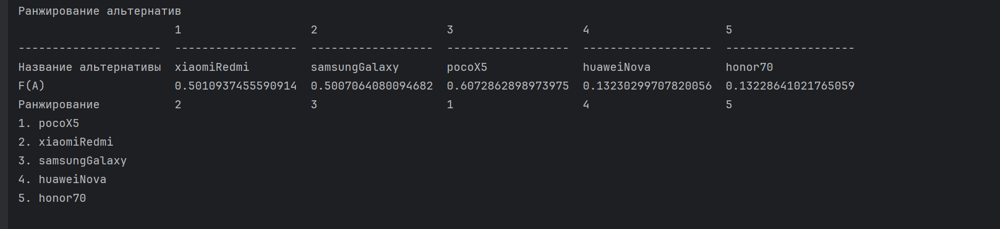 Ранжирование альтернатив
1 2 3 4 5
--------------------- ------------------ ------------------ ------------------ ------------------- -------------------
Название альтернативы xiaomiRedmi samsungGalaxy pocoX5 huaweiNova honor70
F(A) 0.5010937455590914 0.5007064080094682 0.6072862898973975 0.13230299707820056 0.13228641021765059
Ранжирование 2 3 1 4 5
1. pocoX5
2. xiaomiRedmi
3. samsungGalaxy
4. huaweiNova
5. honor70